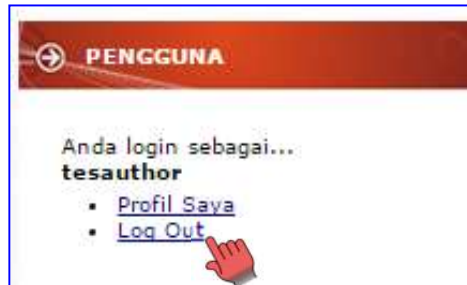 PENGGUNA
Anda login sebagai...
tesauthor
Profil Saya
Log Out